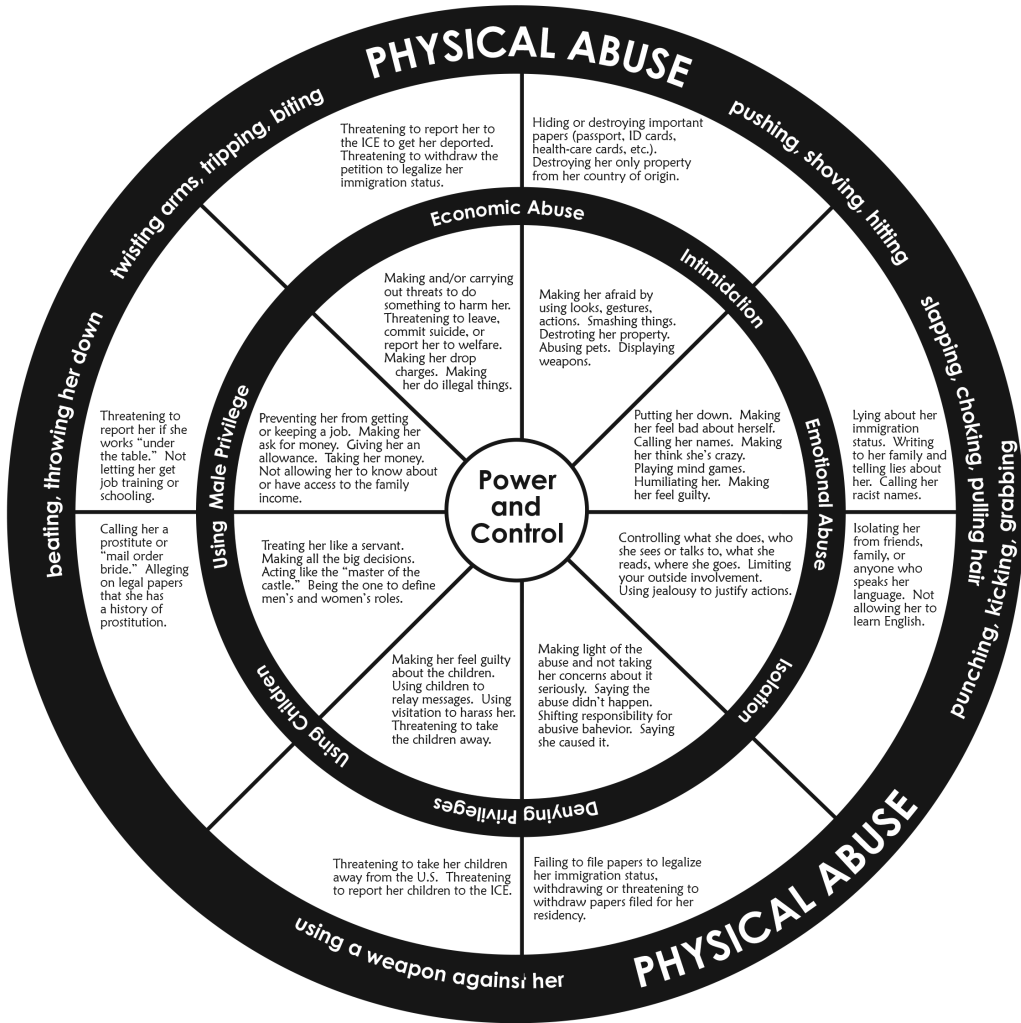 PHYSICAL ABUSE
pushing, shoving, hitting
slapping, choking, pulling hair
punching, kicking, grabbing
PHYSICAL ABUSE
using a weapon against her
beating, throwing her down
twisting arms, tripping, biting
Threatening to report her to
the ICE to get her deported.
Threatening to withdraw the
petition to legalize her
immigration status.
Hiding or destroying important
papers (passport, ID cards,
health-care cards, etc.).
Destroying her only property
from her country of origin.
Lying about her
immigration
status. Writing
to her family and
telling lies about
her. Calling her
racist names.
Isolating her
from friends,
family, or
anyone who
speaks her
language. Not
allowing her to
learn English.
Failing to file papers to legalize
her immigration status,
withdrawing or threatening to
withdraw papers filed for her
residency.
Threatening to take her children
away from the U.S. Threatening
to report her children to the ICE.
Calling her a
prostitute or
“mail order
bride.” Alleging
on legal papers
that she has
a history of
prostitution.
Threatening to
report her if she
works “under
the table.” Not
letting her get
job training or
schooling.
Economic Abuse
Intimidation
Emotional Abuse
Isolation
Denying Privileges
Using Children
Using Male Privilege
Making and/or carrying
out threats to do
something to harm her.
Threatening to leave,
commit suicide, or
report her to welfare.
Making her drop
charges. Making
her do illegal things.
Making her afraid by
using looks, gestures,
actions. Smashing things.
Destroting her property.
Abusing pets. Displaying
weapons.
Putting her down. Making
her feel bad about herself.
Calling her names. Making
her think she’s crazy.
Playing mind games.
Humiliating her. Making
her feel guilty.
Controlling what she does, who
she sees or talks to, what she
reads, where she goes. Limiting
your outside involvement.
Using jealousy to justify actions.
Making light of the
abuse and not taking
her concerns about it
seriously. Saying the
abuse didn’t happen.
Shifting responsibility for
abusive bahevior. Saying
she caused it.
Making her feel guilty
about the children.
Using children to
relay messages. Using
visitation to harass her.
Threatening to take
the children away.
Treating her like a servant.
Making all the big decisions.
Acting like the “master of the
castle.” Being the one to define
men’s and women’s roles.
Preventing her from getting
or keeping a job. Making her
ask for money. Giving her an
allowance. Taking her money.
Not allowing her to know about
or have access to the family
income.
Power
and
Control